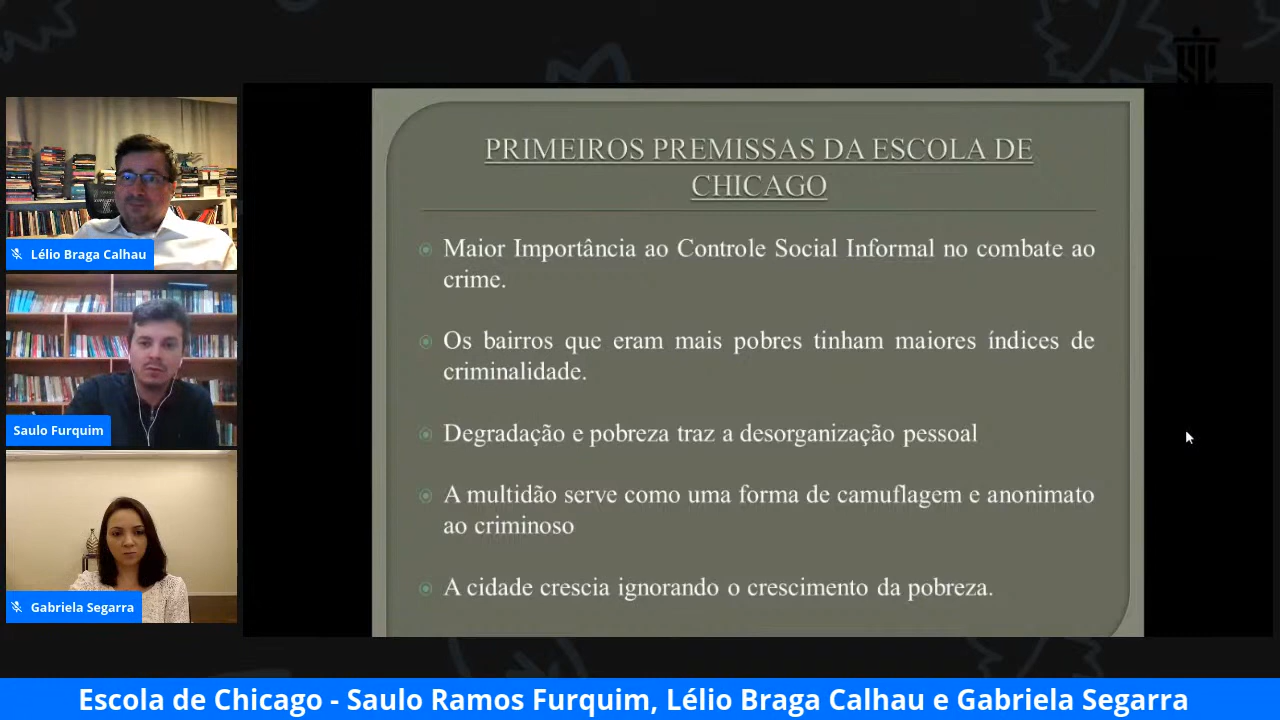 PRIMEIROS PREMISSAS DA ESCOLA DE
CHICAGO
Maior Importância ao Controle Social Informal no combate ao
crime.
Os bairros que eram mais pobres tinham maiores índices de
criminalidade.
Degradação e pobreza traz a desorganização pessoal
A multidão serve como uma forma de camuflagem e anonimato
ao criminoso
A cidade crescia ignorando o crescimento da pobreza.
Lélio Braga Calhau
Saulo Furquim
Gabriela Segarra
Escola de Chicago - Saulo Ramos Furquim, Lélio Braga Calhau e Gabriela Segarra